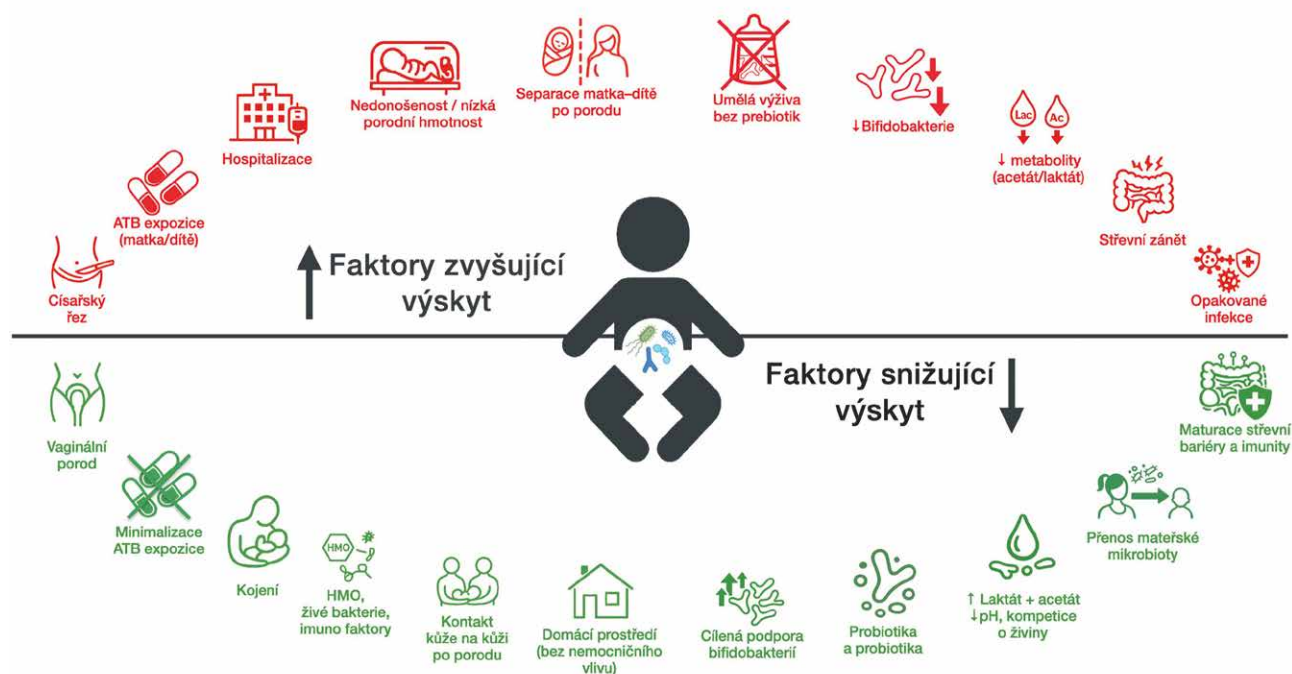 Císařský
řez
ATB expozice
(matka/dítě)
Hospitalizace
Nedonošenost / nízká
porodní hmotnost
Separace matka–dítě
po porodu
Umělá výživa
bez prebiotik
↓Bifidobakterie
Lac
Ac
↓ metabolity
(acetát/laktát)
Střevní zánět
Opakované
infekce
Faktory zvyšující
výskyt
Faktory snižující
výskyt
Vaginální
porod
Minimalizace
ATB expozice
Kojení
HMO
HMO,
živé bakterie,
imuno faktory
Kontakt
kůže na kůži
po porodu
Domácí prostředí
(bez nemocničního
vlivu)
Cílená podpora
bifidobakterií
Probiotika
a probiotika
↑ Laktát + acetát
↓pH, kompetice
o živiny
Přenos mateřské
mikrobioty
Maturace střevní
bariéry a imunity